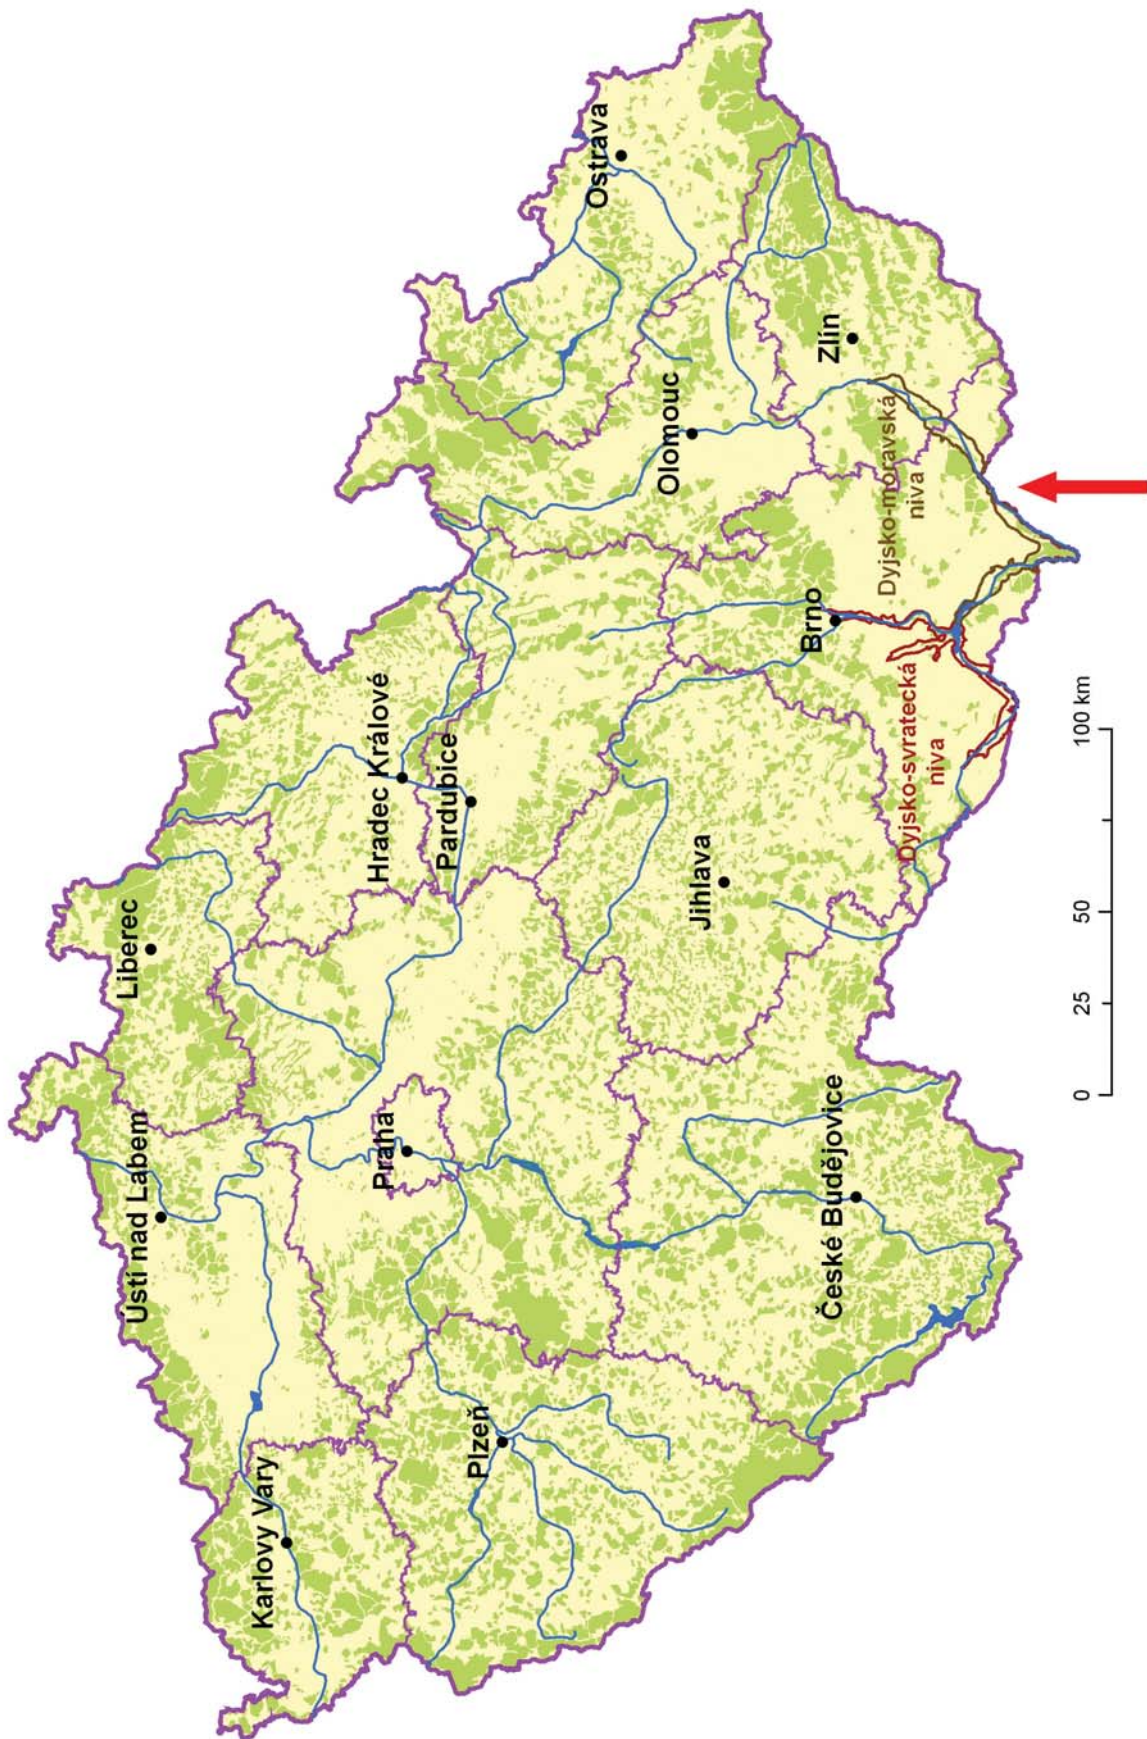 Liberec
Ústí nad Labem
Karlovy Vary
Hradec Králové
Praha
Pardubice
Plzeň
Ostrava
Olomouc
Jihlava
Brno
Zlín
České Budějovice
Dyjsko-svratecká
niva
Dyjsko-moravská
niva
0 25 50 100 km